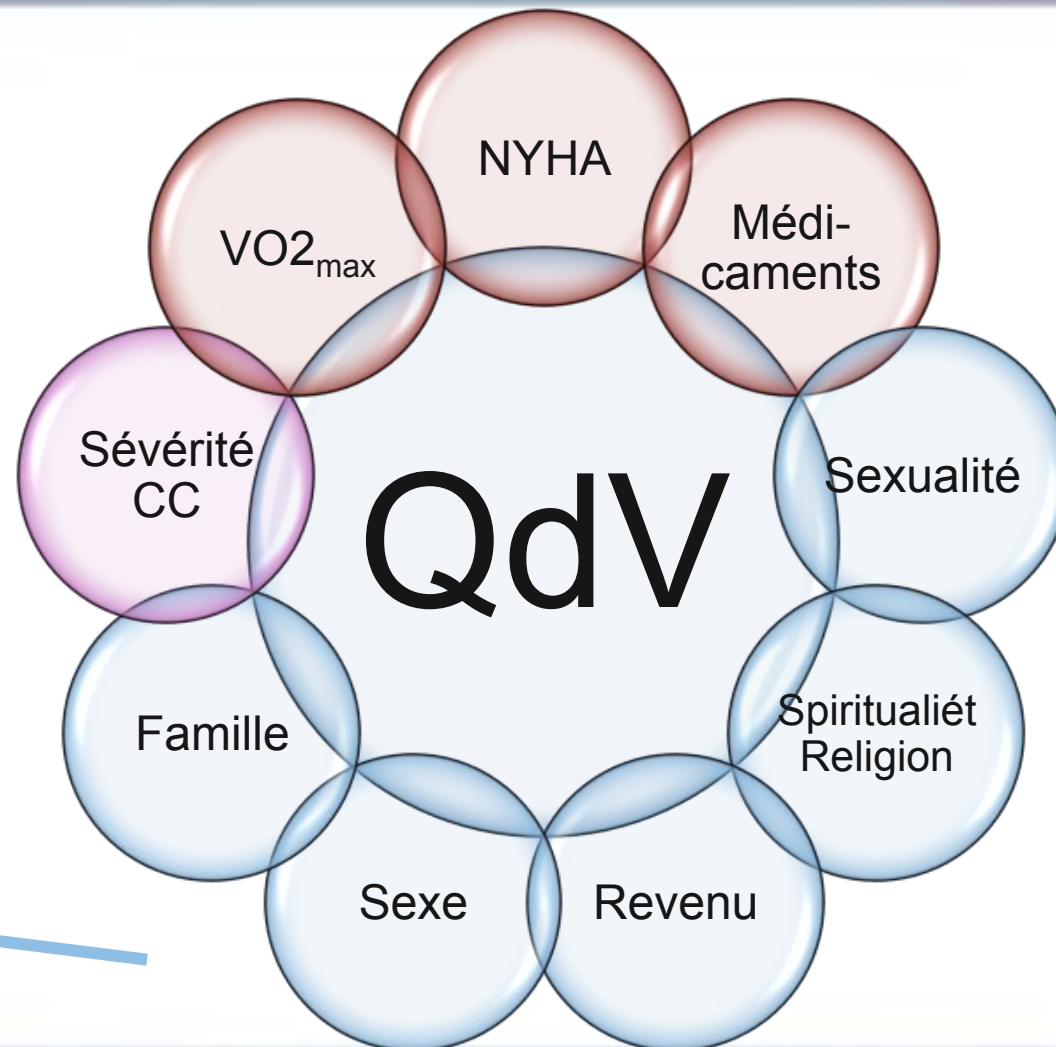 NYHA
Médi-
caments
VO2max
Sévérité
CC
QdV
Sexualité
Spiritualiét
Religion
Famille
Sexe
Revenu